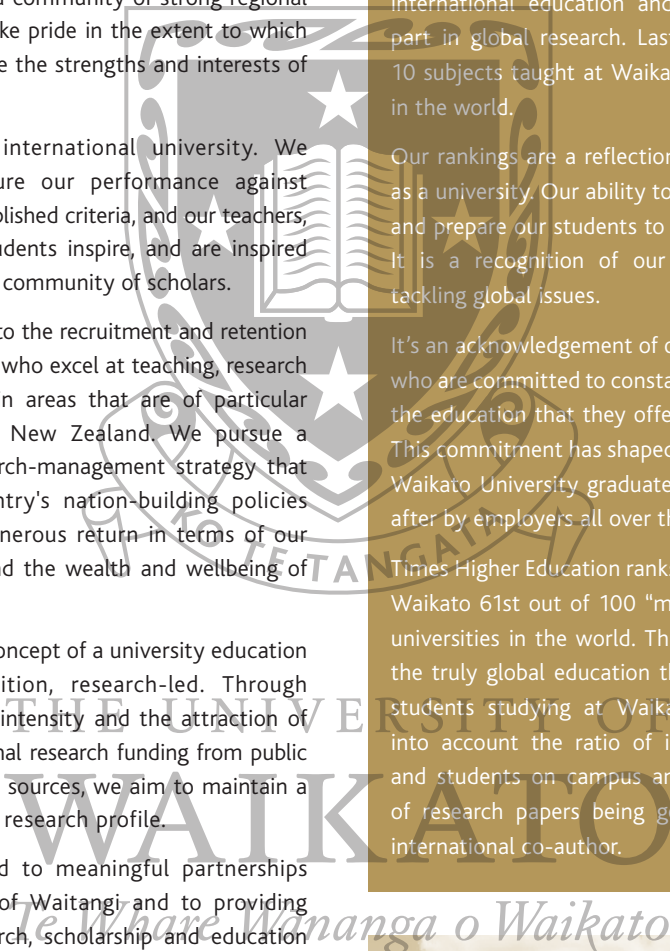 d community of strong regional
ke pride in the extent to which
e the strengths and interests of
international university. We
ure our performance against
olished criteria, and our teachers,
udents inspire, and are inspired
community of scholars.
to the recruitment and retention
who excel at teaching, research
n areas that are of particular
New Zealand. We pursue a
rch-management strategy that
ntry's nation-building policies
nerous return in terms of our
nd the wealth and wellbeing of
oncept of a university education
ition, research-led. Through
intensity and the attraction of
nal research funding from public
sources, we aim to maintain a
research profile.
d to meaningful partnerships
of Waitangi and to providing
rch, scholarship and education
international education and
part in global research. Last
10 subjects taught at Waika
in the world.
Our rankings are a reflection
as a university. Our ability to
and prepare our students to
It is a recognition of our
tackling global issues.
It's an acknowledgement of o
who are committed to consta
the education that they offe
This commitment has shaped
Waikato University graduate
after by employers all over th
Times Higher Education rank
Waikato 61st out of 100 “m
universities in the world. Th
the truly global education th
students studying at Waika
into account the ratio of i
and students on campus an
of research papers being ge
international co-author.
KO TE TANGATA
THE UNIVERSITY OF
WAIKATO
Te Whare Wānanga o Waikato